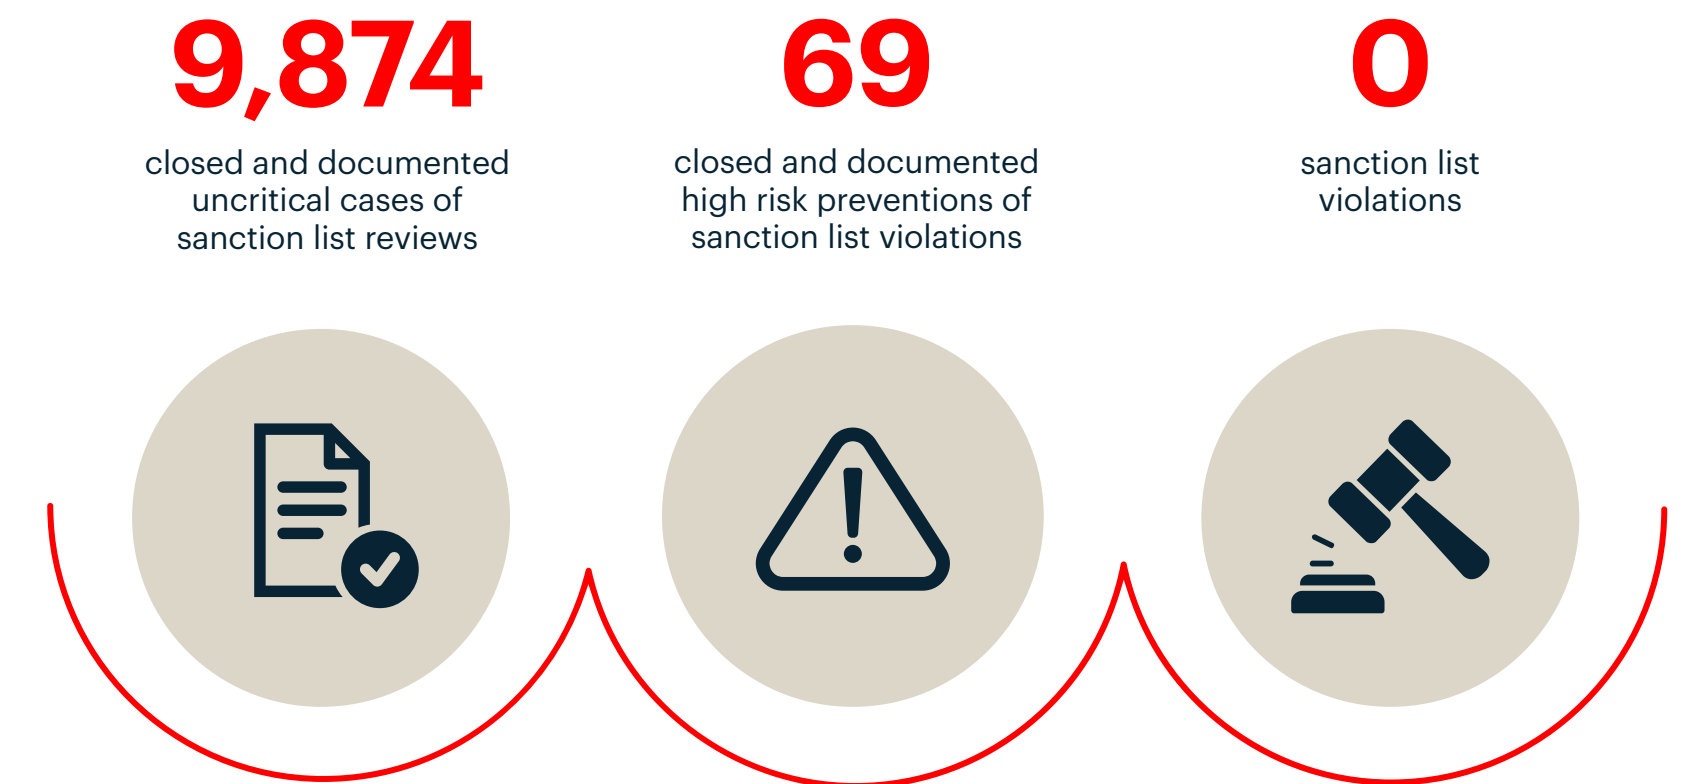 9,874
closed and documented
uncritical cases of
sanction list reviews
69
closed and documented
high risk preventions of
sanction list violations
0
sanction list
violations